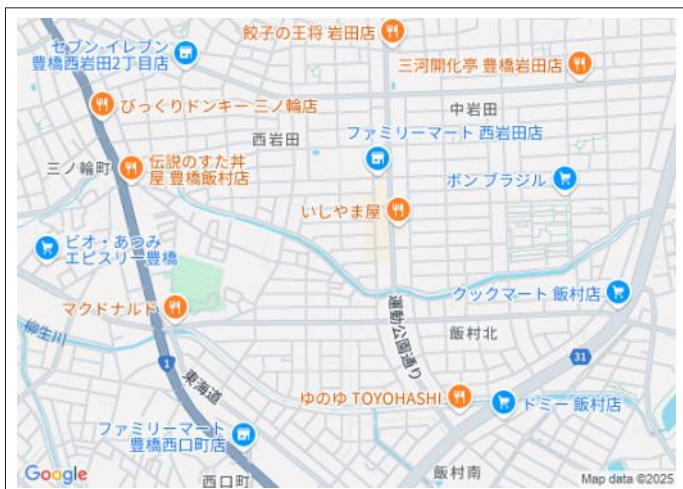 餃子の王将 岩田店
セブン-イレブン
豊橋西岩田2丁目店
三河開化亭 豊橋岩田店
びっくりドンキー 三ノ輪店
中岩田
西岩田
ファミリーマート 西岩田店
三ノ輪町
伝説のすた丼
屋 豊橋飯村店
ボン ブラジル
いしやま屋
ビオ・あつみ
エピスリー豊橋
クックマート 飯村店
マクドナルド
運動公園通り
柳生川
飯村北
1
31
東海道
ゆのゆ TOYOHASHI
ドミー 飯村店
ファミリーマート
豊橋西口町店
西口町
飯村南
Google
Map data ©2025